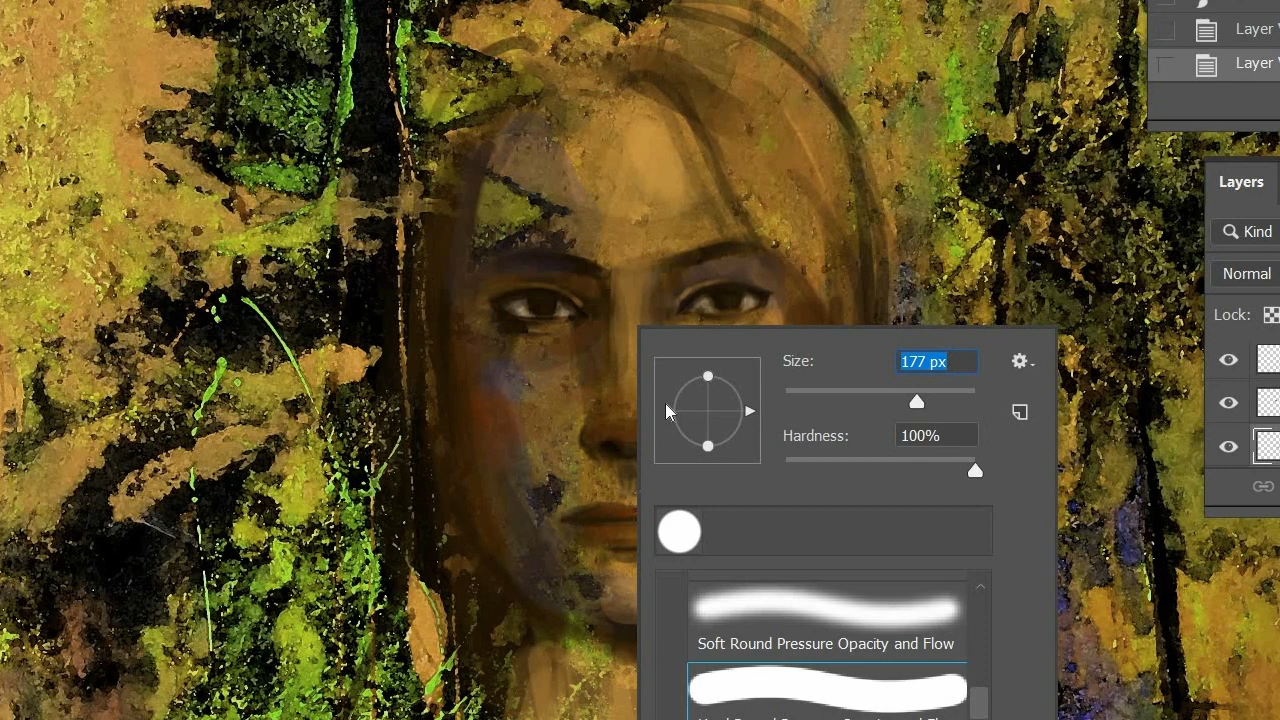 Layer
Layer
Layers
Kind
Normal
Lock:
Size:
177 px
Hardness:
100%
Soft Round Pressure Opacity and Flow